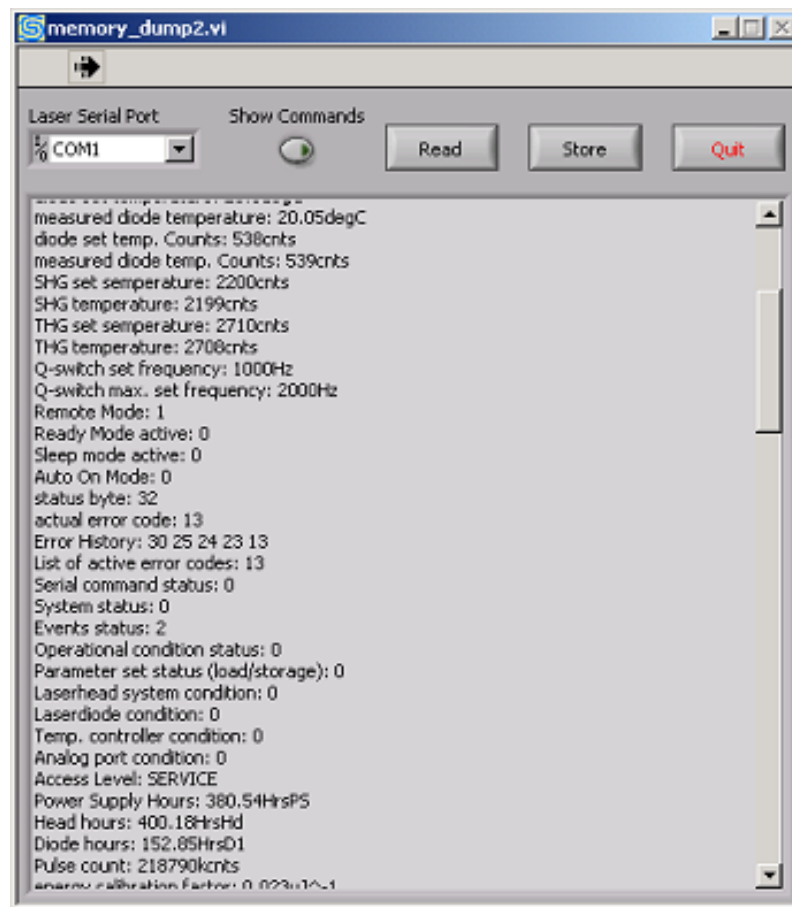 memory_dump2.vi
Laser Serial Port
Show Commands
COM1
Read
Store
Quit
measured diode temperature: 20.05degC
diode set temp. Counts: 538cnts
measured diode temp. Counts: 539cnts
SHG set semperature: 2200cnts
SHG temperature: 2199cnts
THG set semperature: 2710cnts
THG temperature: 2708cnts
Q-switch set frequency: 1000Hz
Q-switch max. set frequency: 2000Hz
Remote Mode: 1
Ready Mode active: 0
Sleep mode active: 0
Auto On Mode: 0
status byte: 32
actual error code: 13
Error History: 30 25 24 23 13
List of active error codes: 13
Serial command status: 0
System status: 0
Events status: 2
Operational condition status: 0
Parameter set status (load/storage): 0
Laserhead system condition: 0
Laserdiode condition: 0
Temp. controller condition: 0
Analog port condition: 0
Access Level: SERVICE
Power Supply Hours: 380.54HrsPS
Head hours: 400.18HrsHd
Diode hours: 152.85HrsD1
Pulse count: 218790kcnts
energy calibration factor: 0.023uJ^-1